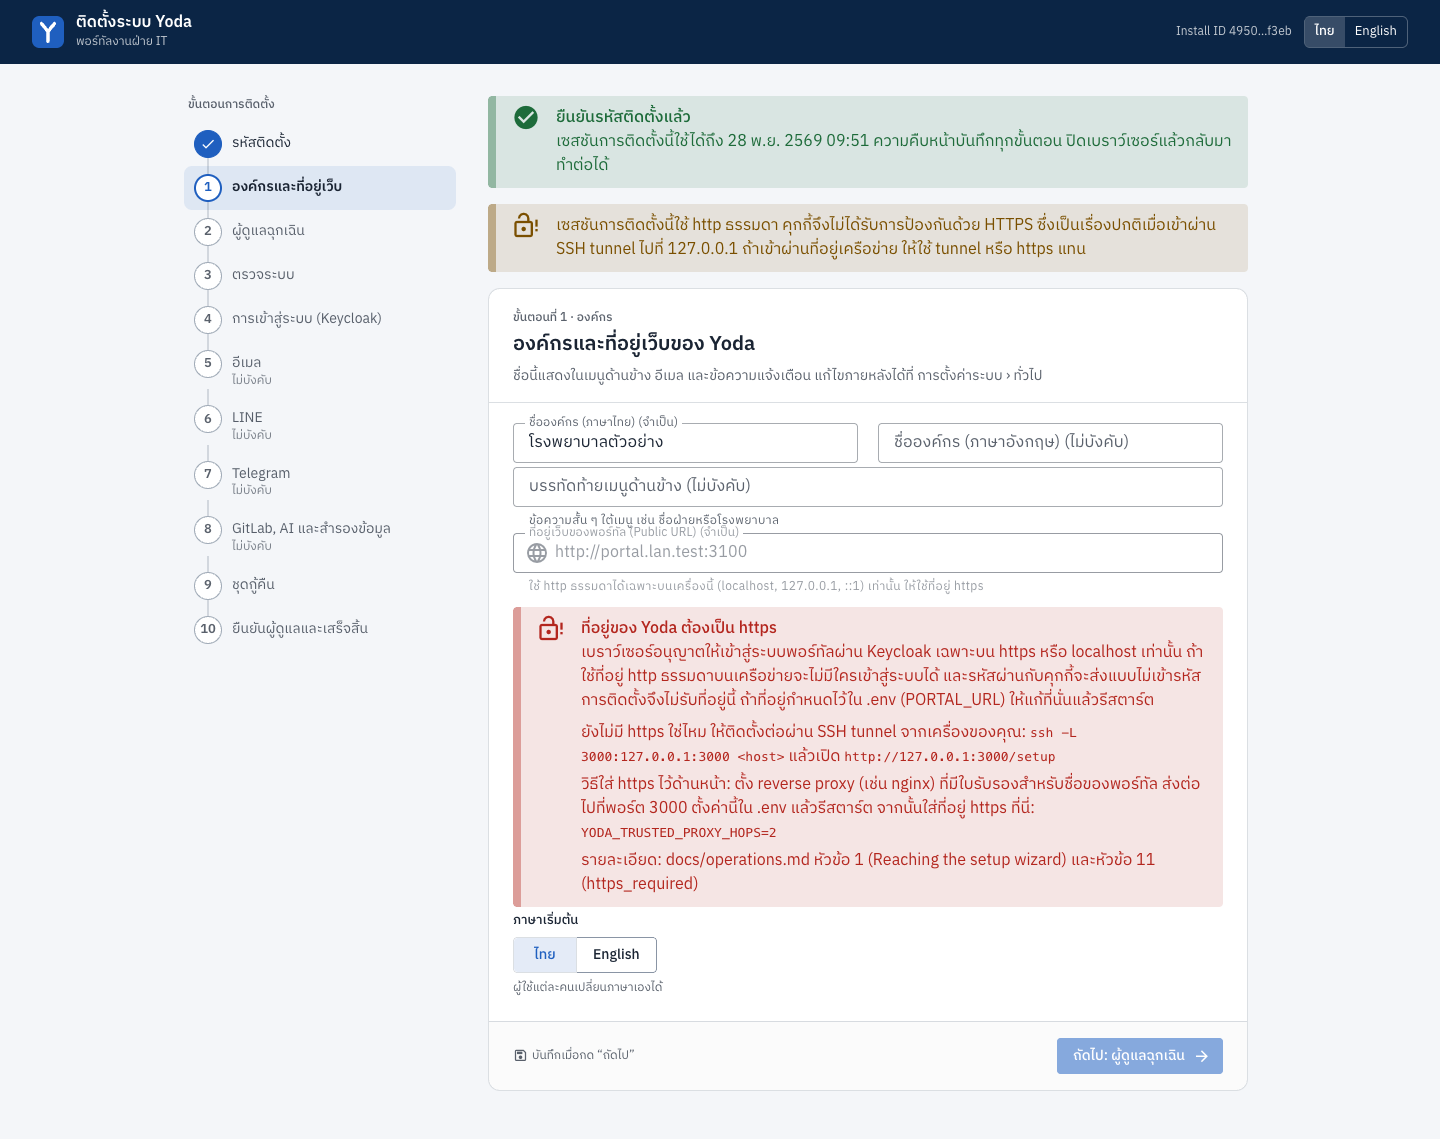 ติดตั้งระบบ Yoda
พอร์ทัลงานฝ่าย IT
Install ID 4950…f3eb
ไทย
English
ขั้นตอนการติดตั้ง
รหัสติดตั้ง
1
องค์กรและที่อยู่เว็บ
2
ผู้ดูแลฉุกเฉิน
3
ตรวจระบบ
4
การเข้าสู่ระบบ (Keycloak)
5
อีเมล
ไม่บังคับ
6
LINE
ไม่บังคับ
7
Telegram
ไม่บังคับ
8
GitLab, AI และสำรองข้อมูล
ไม่บังคับ
9
ชุดกู้คืน
10
ยืนยันผู้ดูแลและเสร็จสิ้น
ยืนยันรหัสติดตั้งแล้ว
เซสชันการติดตั้งนี้ใช้ได้ถึง 28 พ.ย. 2569 09:51 ความคืบหน้าบันทึกทุกขั้นตอน ปิดเบราว์เซอร์แล้วกลับมา
ทำต่อได้
เซสชันการติดตั้งนี้ใช้ http ธรรมดา คุกกี้จึงไม่ได้รับการป้องกันด้วย HTTPS ซึ่งเป็นเรื่องปกติเมื่อเข้าผ่าน
SSH tunnel ไปที่ 127.0.0.1 ถ้าเข้าผ่านที่อยู่เครือข่าย ให้ใช้ tunnel หรือ https แทน
ขั้นตอนที่ 1 · องค์กร
องค์กรและที่อยู่เว็บของ Yoda
ชื่อนี้แสดงในเมนูด้านข้าง อีเมล และข้อความแจ้งเตือน แก้ไขภายหลังได้ที่ การตั้งค่าระบบ › ทั่วไป
ชื่อองค์กร (ภาษาไทย) (จำเป็น)
โรงพยาบาลตัวอย่าง
ชื่อองค์กร (ภาษาอังกฤษ) (ไม่บังคับ)
บรรทัดท้ายเมนูด้านข้าง (ไม่บังคับ)
ข้อความสั้น ๆ ใต้เมนู เช่น ชื่อฝ่ายหรือโรงพยาบาล
ที่อยู่เว็บของพอร์ทัล (Public URL) (จำเป็น)
http://portal.lan.test:3100
ใช้ http ธรรมดาได้เฉพาะบนเครื่องนี้ (localhost, 127.0.0.1, ::1) เท่านั้น ให้ใช้ที่อยู่ https
ที่อยู่ของ Yoda ต้องเป็น https
เบราว์เซอร์อนุญาตให้เข้าสู่ระบบพอร์ทัลผ่าน Keycloak เฉพาะบน https หรือ localhost เท่านั้น ถ้า
ใช้ที่อยู่ http ธรรมดาบนเครือข่ายจะไม่มีใครเข้าสู่ระบบได้ และรหัสผ่านกับคุกกี้จะส่งแบบไม่เข้ารหัส
การติดตั้งจึงไม่รับที่อยู่นี้ ถ้าที่อยู่กำหนดไว้ใน .env (PORTAL_URL) ให้แก้ที่นั่นแล้วรีสตาร์ต
ยังไม่มี https ใช่ไหม ให้ติดตั้งต่อผ่าน SSH tunnel จากเครื่องของคุณ: ssh -L
3000:127.0.0.1:3000 <host> แล้วเปิด http://127.0.0.1:3000/setup
วิธีใส่ https ไว้ด้านหน้า: ตั้ง reverse proxy (เช่น nginx) ที่มีใบรับรองสำหรับชื่อของพอร์ทัล ส่งต่อ
ไปที่พอร์ต 3000 ตั้งค่านี้ใน .env แล้วรีสตาร์ต จากนั้นใส่ที่อยู่ https ที่นี่:
YODA_TRUSTED_PROXY_HOPS=2
รายละเอียด: docs/operations.md หัวข้อ 1 (Reaching the setup wizard) และหัวข้อ 11
(https_required)
ภาษาเริ่มต้น
ไทย
English
ผู้ใช้แต่ละคนเปลี่ยนภาษาเองได้
บันทึกเมื่อกด “ถัดไป”
ถัดไป: ผู้ดูแลฉุกเฉิน